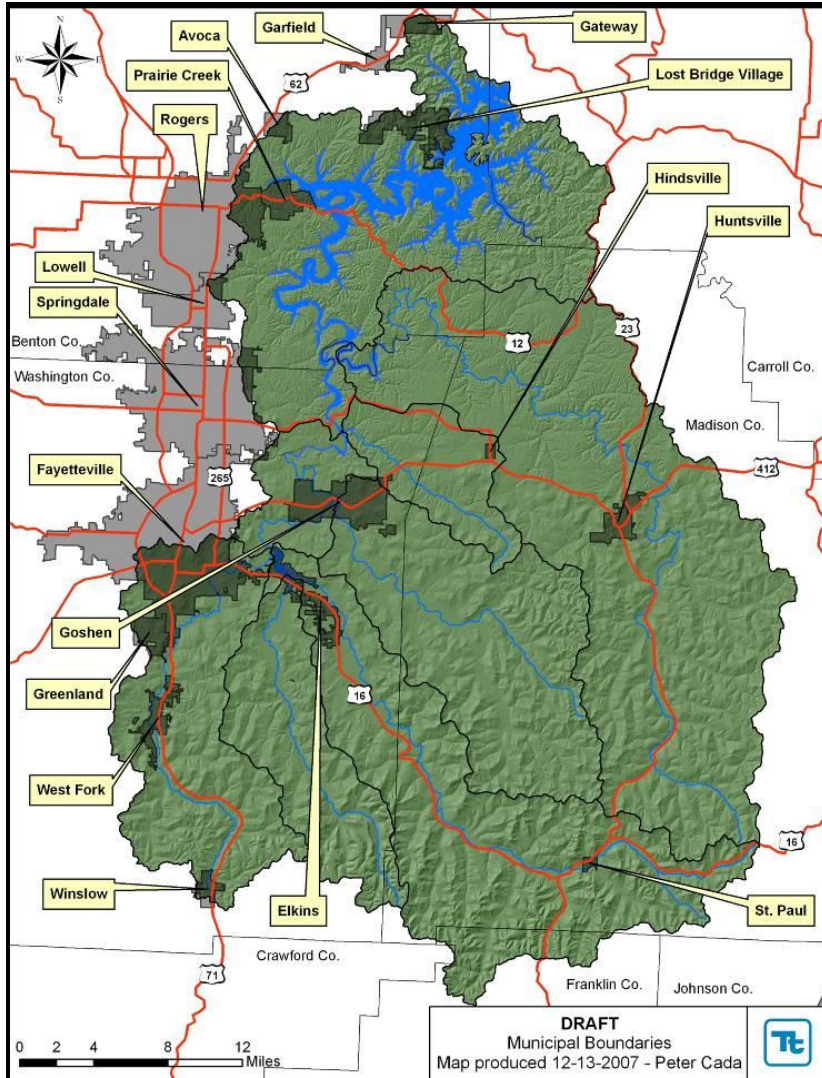 N
W
E
S
Avoca
Garfield
Gateway
62
Prairie Creek
Lost Bridge Village
Rogers
Hindsville
Huntsville
Lowell
Springdale
Benton Co.
Washington Co.
12
23
Carroll Co.
Madison Co.
Fayetteville
265
412
Goshen
Greenland
16
West Fork
16
Winslow
Elkins
St. Paul
Crawford Co.
71
Franklin Co.
Johnson Co.
DRAFT
Municipal Boundaries
Map produced 12-13-2007 - Peter Cada
Tt
0 2 4 8 12
Miles